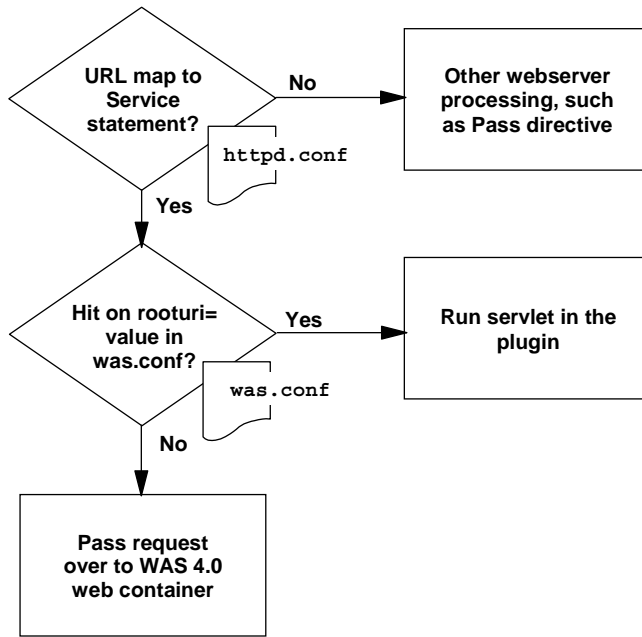 URL map to
Service
statement?
No
Other webserver
processing, such
as Pass directive
httpd.conf
Yes
Hit on rooturi=
value in
was.conf?
Yes
Run servlet in the
plugin
was.conf
No
Pass request
over to WAS 4.0
web container